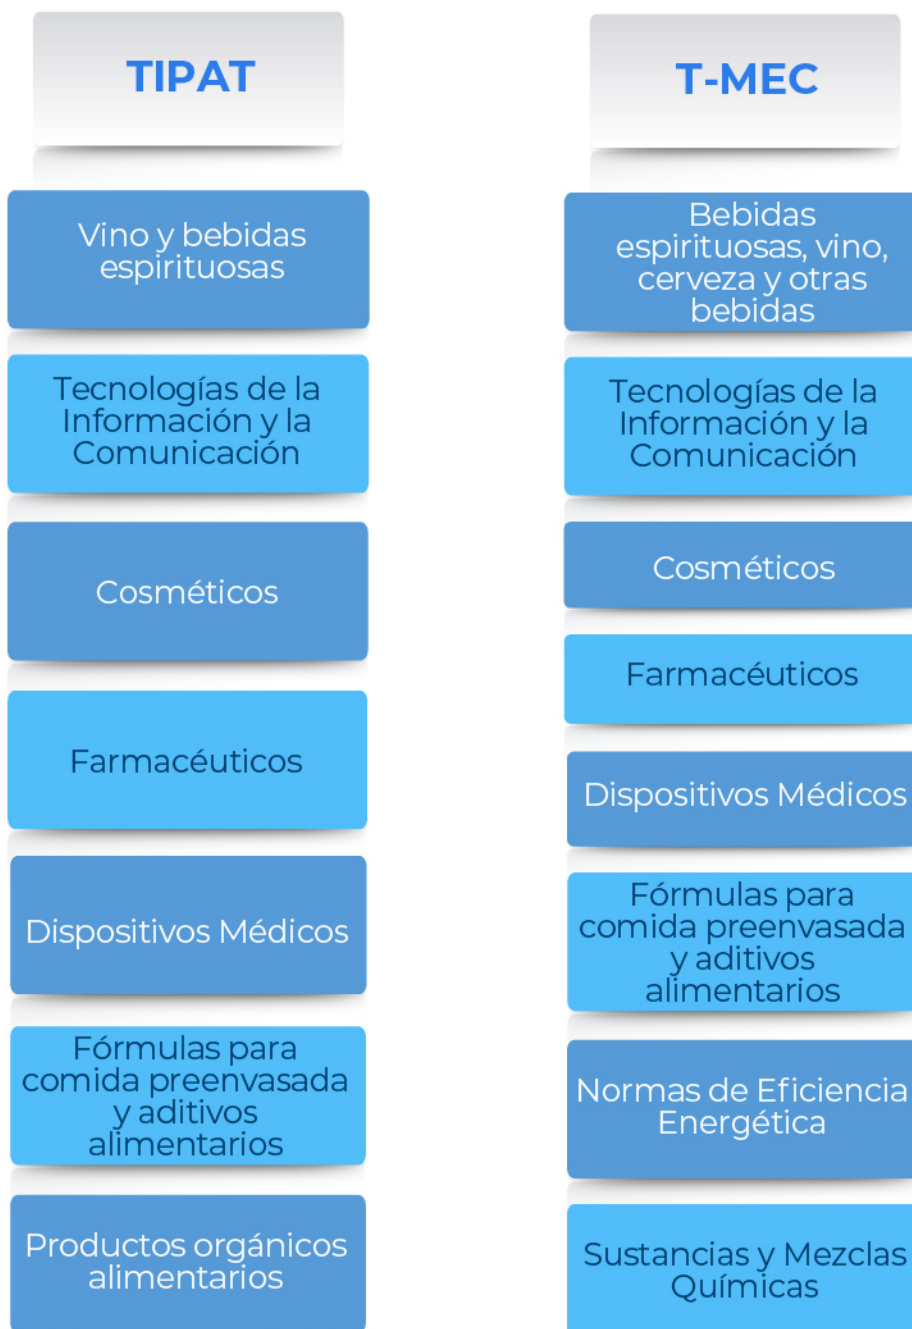 TIPAT
Vino y bebidas
espirituosas
Tecnologías de la
Información y la
Comunicación
Cosméticos
Farmacéuticos
Dispositivos Médicos
Fórmulas para
comida preenvasada
y aditivos
alimentarios
Productos orgánicos
alimentarios
T-MEC
Bebidas
espirituosas, vino,
cerveza y otras
bebidas
Tecnologías de la
Información y la
Comunicación
Cosméticos
Farmacéuticos
Dispositivos Médicos
Fórmulas para
comida preenvasada
y aditivos
alimentarios
Normas de Eficiencia
Energética
Sustancias y Mezclas
Químicas